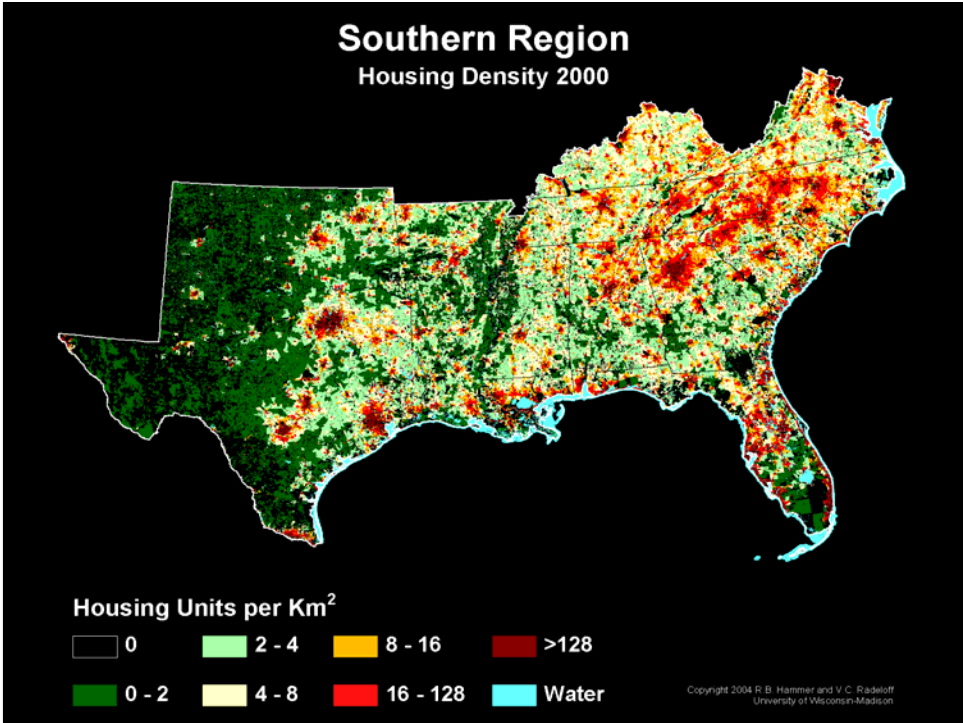 Southern Region
Housing Density 2000
Housing Units per Km²
0
2 - 4
8 - 16
>128
0 - 2
4 - 8
16 - 128
Water
Copyright 2004 R.B. Hammer and V.C. Radeloff
University of Wisconsin-Madison